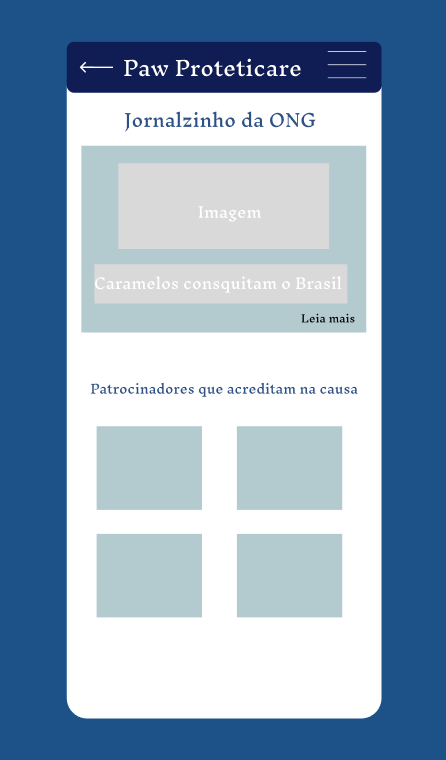 Paw Proteticare
Jornalzinho da ONG
Imagem
Caramelos consquitam o Brasil
Leia mais
Patrocinadores que acreditam na causa